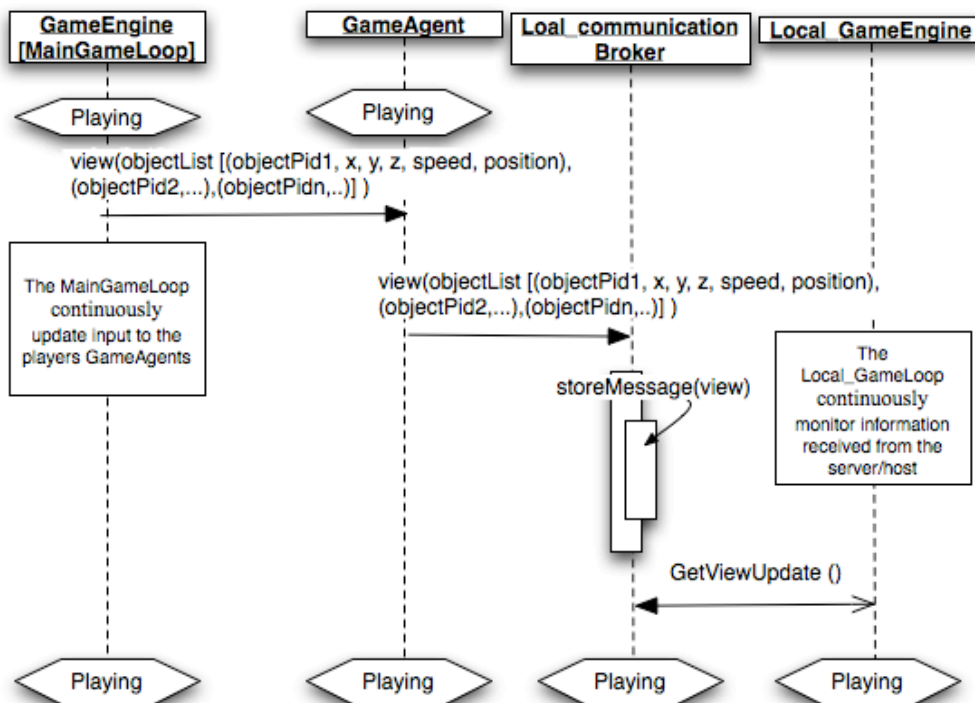 GameEngine
[MainGameLoop]
GameAgent
Loal_communication
Broker
Local_GameEngine
Playing
Playing
view(objectList [(objectPid1, x, y, z, speed, position),
(objectPid2,...),(objectPidn,..)] )
The MainGameLoop
continuously
update input to the
players GameAgents
view(objectList [(objectPid1, x, y, z, speed, position),
(objectPid2,...),(objectPidn,..)] )
The
Local_GameLoop
continuously
monitor information
received from the
server/host
storeMessage(view)
GetViewUpdate ()
Playing
Playing
Playing
Playing